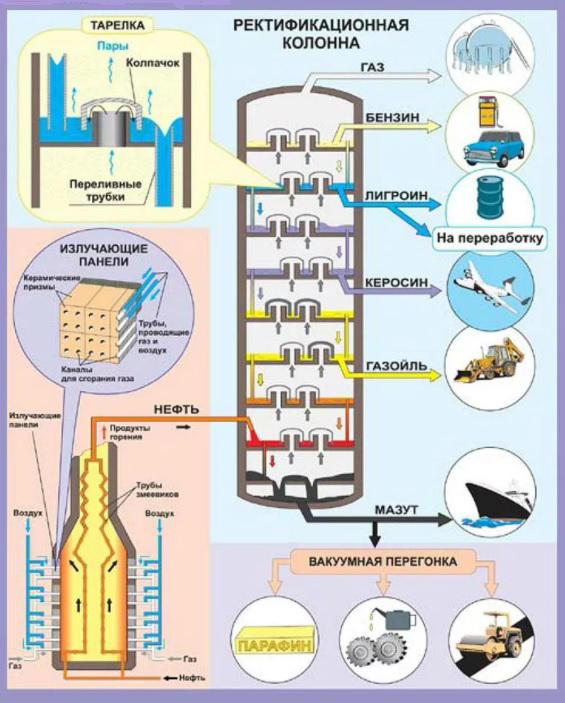 ТАРЕЛКА
Пары
Колпачок
Переливные
трубки
РЕКТИФИКАЦИОННАЯ
КОЛОННА
ГАЗ
БЕНЗИН
ЛИГРОИН
На переработку
КЕРОСИН
ГАЗОЙЛЬ
МАЗУТ
ВАКУУМНАЯ ПЕРЕГОНКА
ПАРАФИН
ИЗЛУЧАЮЩИЕ
ПАНЕЛИ
Керамические
призмы
Трубы,
проводящие
газ и
воздух
Каналы
для сгорания газа
НЕФТЬ
Излучающие
панели
Продукты
горения
Трубы
змеевиков
Воздух
Воздух
Газ
Газ
Нефть